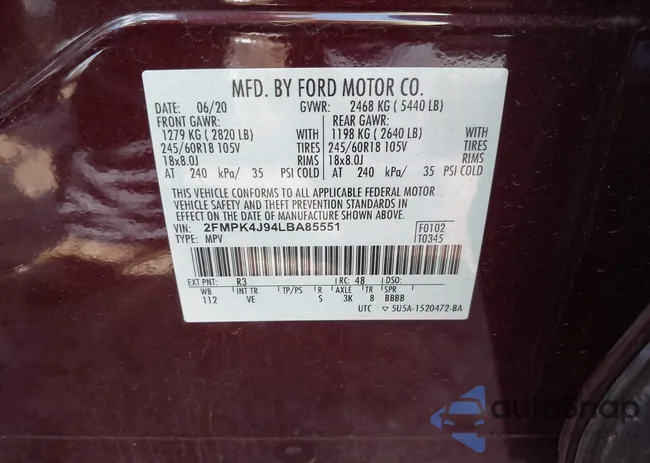 MFD. BY FORD MOTOR CO.
DATE: 06/20 GVWR: 2468 KG ( 5440 LB)
FRONT GAWR: REAR GAWR:
1279 KG ( 2820 LB) WITH 1198 KG ( 2640 LB) WITH
245/60R18 105V TIRES 245/60R18 105V TIRES
18x8.0J RIMS 18x8.0J RIMS
AT 240 kPa/ 35 PSI COLD AT 240 kPa/ 35 PSI COLD
THIS VEHICLE CONFORMS TO ALL APPLICABLE FEDERAL MOTOR
VEHICLE SAFETY AND THEFT PREVENTION STANDARDS IN
EFFECT ON THE DATE OF MANUFACTURE SHOWN ABOVE.
VIN: 2FMPK4J94LBA85551 F0102
TYPE: MPV T0345
EXT PNT: R3 RC: 48 DSO:
WB INT TR TP/PS R AXLE TR SPR
112 VE S 3K 8 BBBB
UTC ▽ 5U5A-1520472-BA
autoSnap